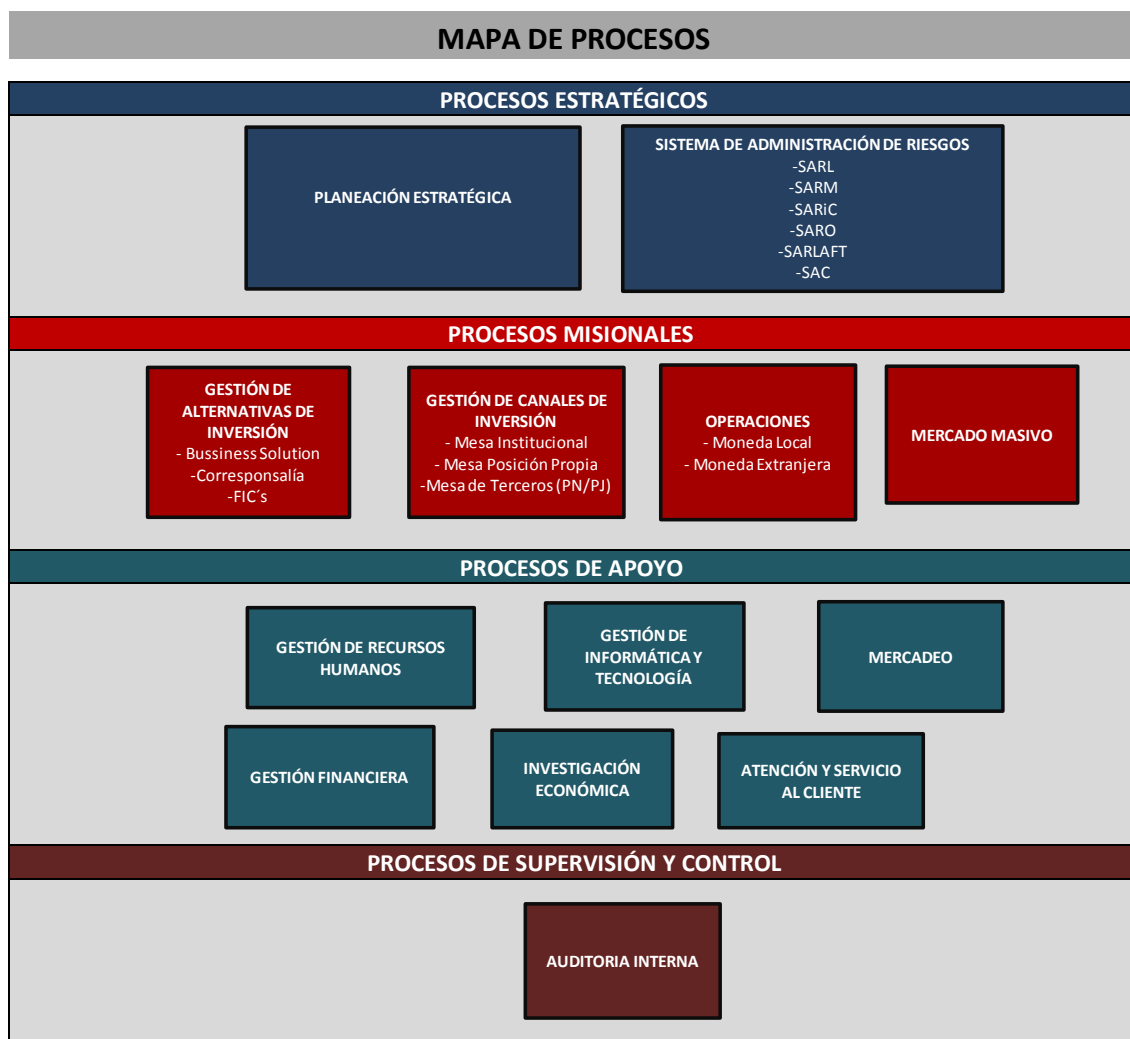 MAPA DE PROCESOS
PROCESOS ESTRATÉGICOS
PLANEACIÓN ESTRATÉGICA
SISTEMA DE ADMINISTRACIÓN DE RIESGOS
-SARL
-SARM
-SARiC
-SARO
-SARLAFT
-SAC
PROCESOS MISIONALES
GESTIÓN DE
ALTERNATIVAS DE
INVERSIÓN
- Bussiness Solution
-Corresponsalía
-FIC´s
GESTIÓN DE CANALES DE
INVERSIÓN
- Mesa Institucional
- Mesa Posición Propia
-Mesa de Terceros (PN/PJ)
OPERACIONES
- Moneda Local
- Moneda Extranjera
MERCADO MASIVO
PROCESOS DE APOYO
GESTIÓN DE RECURSOS
HUMANOS
GESTIÓN DE
INFORMÁTICA Y
TECNOLOGÍA
MERCADEO
GESTIÓN FINANCIERA
INVESTIGACIÓN
ECONÓMICA
ATENCIÓN Y SERVICIO
AL CLIENTE
PROCESOS DE SUPERVISIÓN Y CONTROL
AUDITORIA INTERNA